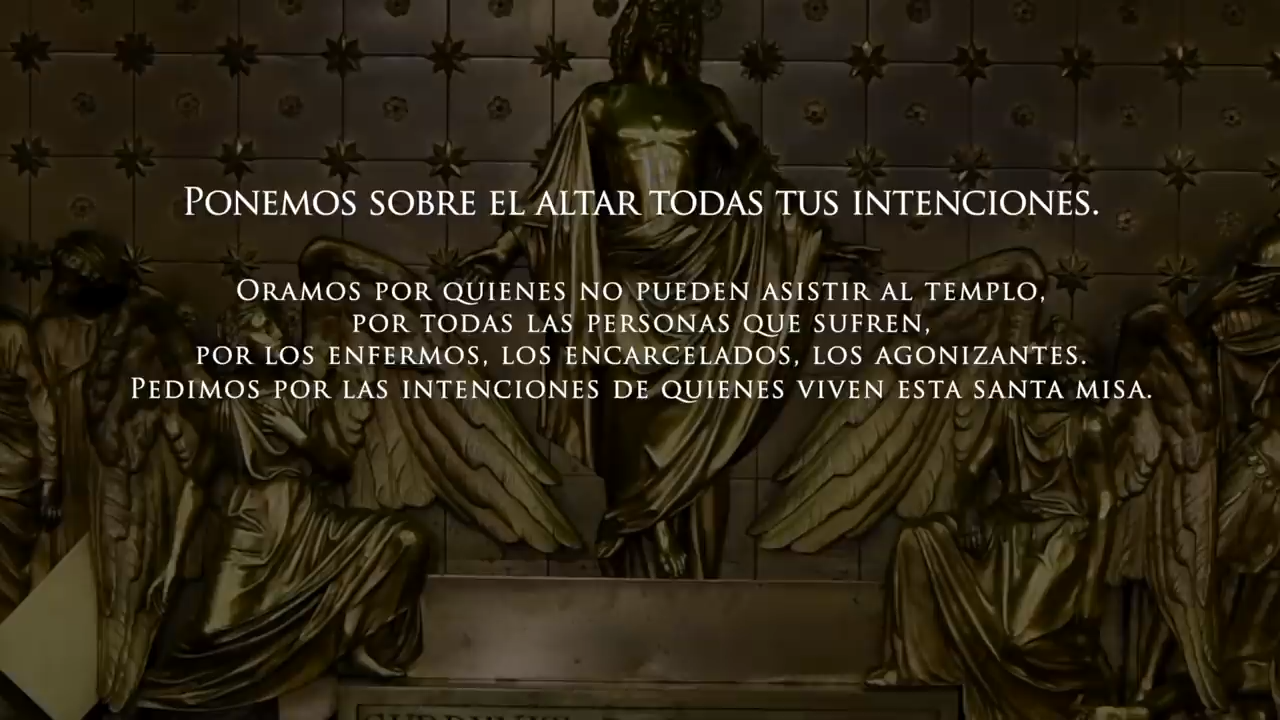 Ponemos sobre el altar todas tus intenciones.
Oramos por quienes no pueden asistir al templo,
por todas las personas que sufren,
por los enfermos, los encarcelados, los agonizantes.
Pedimos por las intenciones de quienes viven esta santa misa.